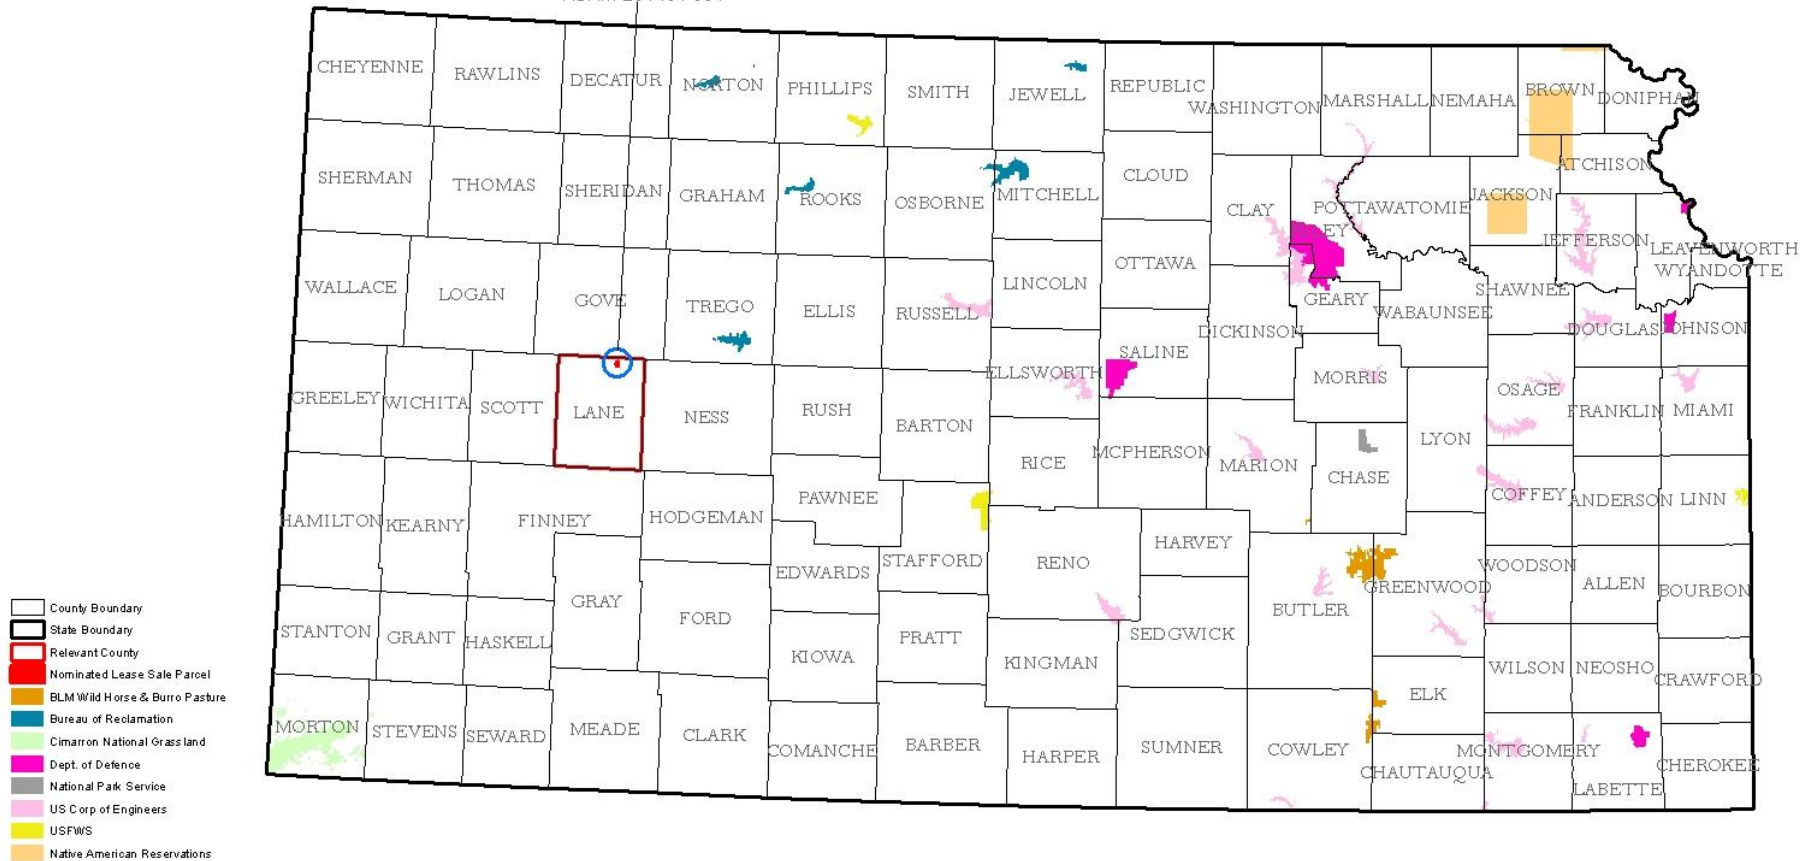 CHEYENNE RAWLINS DECATUR NORTON PHILLIPS SMITH JEWELL REPUBLIC WASHINGTON MARSHALL NEMAHA BROWN DONIPHAN
SHERMAN THOMAS SHERIDAN GRAHAM ROOKS OSBORNE MITCHELL CLOUD CLAY POTTAWATOMIE JACKSON ATCHISON
EY
WALLACE LOGAN GOVE TREGO ELLIS RUSSELL LINCOLN OTTAWA DICKINSON GEARY WABAUNSEE SHAWNEE JEFFERSON LEAVENWORTH
WYANDOTTE
GREELEY WICHITA SCOTT LANE NESS RUSH BARTON ELLSWORTH SALINE MORRIS OSAGE DOUGLAS JOHNSON
RICE MCPHERSON MARION CHASE LYON FRANKLIN MIAMI
HAMILTON KEARNY FINNEY HODGEMAN PAWNEE STAFFORD RENO HARVEY COFFEY ANDERSON LINN
GRAY EDWARDS BUTLER GREENWOOD WOODSON ALLEN BOURBON
STANTON GRANT HASKELL FORD KIOWA PRATT KINGMAN SEDGWICK ELK WILSON NEOSHO CRAWFORD
MORTON STEVENS SEWARD MEADE CLARK COMANCHE BARBER HARPER SUMNER COWLEY CHAUTAUQUA MONTGOMERY LABETTE CHEROKEE
County Boundary
State Boundary
Relevant County
Nominated Lease Sale Parcel
BLM Wild Horse & Burro Pasture
Bureau of Reclamation
Cimarron National Grassland
Dept. of Defence
National Park Service
US Corp of Engineers
USFWS
Native American Reservations